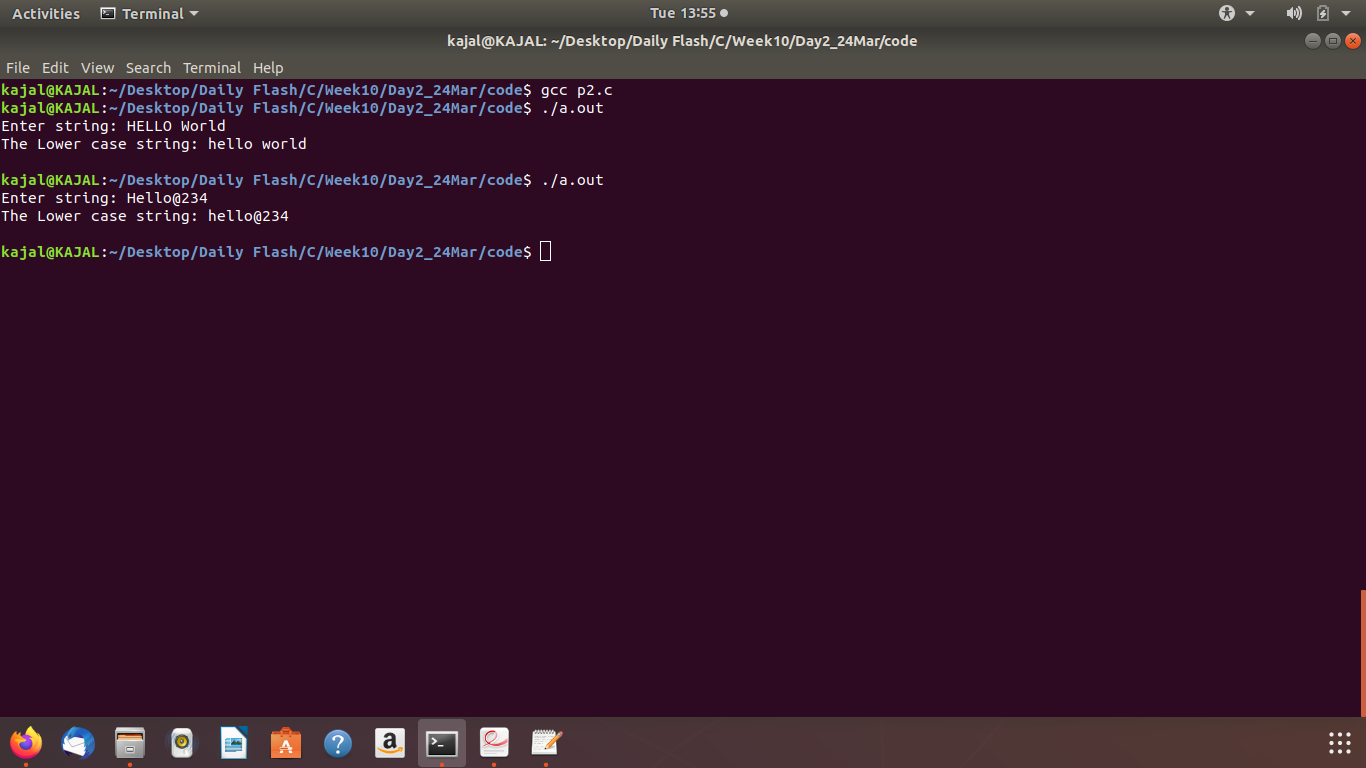 Activities Terminal Tue 13:55
kajal@KAJAL: ~/Desktop/Daily Flash/C/Week10/Day2_24Mar/code
File Edit View Search Terminal Help
kajal@KAJAL:~/Desktop/Daily Flash/C/Week10/Day2_24Mar/code$ gcc p2.c
kajal@KAJAL:~/Desktop/Daily Flash/C/Week10/Day2_24Mar/code$ ./a.out
Enter string: HELLO World
The Lower case string: hello world
kajal@KAJAL:~/Desktop/Daily Flash/C/Week10/Day2_24Mar/code$ ./a.out
Enter string: Hello@234
The Lower case string: hello@234
kajal@KAJAL:~/Desktop/Daily Flash/C/Week10/Day2_24Mar/code$